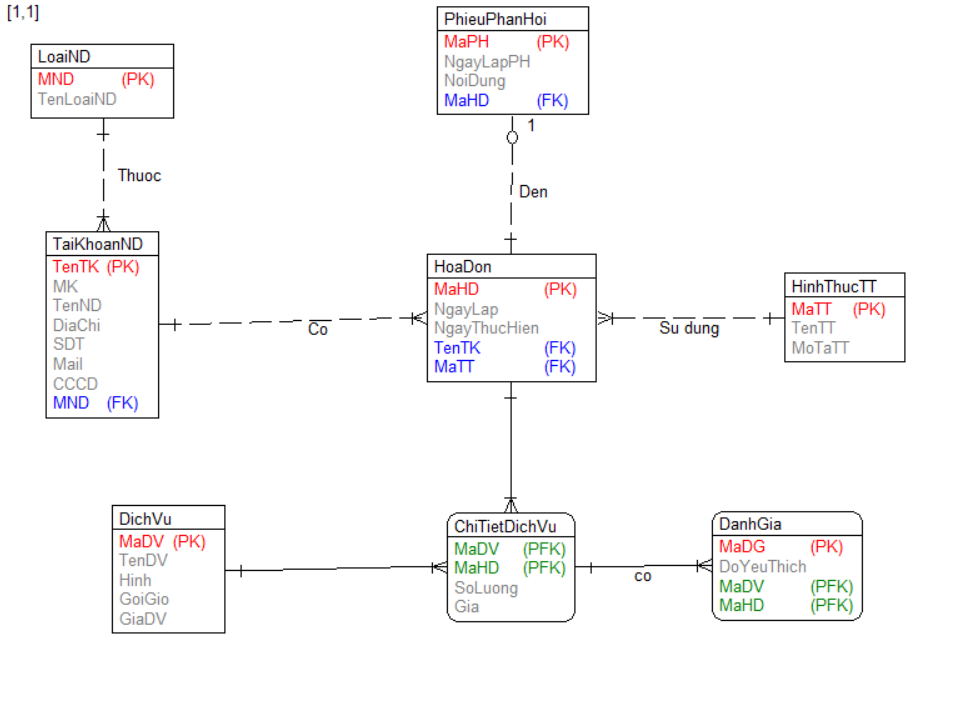 [1,1]
PhieuPhanHoi
MaPH (PK)
NgayLapPH
NoiDung
MaHD (FK)
1
LoaiND
MND (PK)
TenLoaiND
Thuoc
Den
TaiKhoanND
TenTK (PK)
MK
TenND
DiaChi
SDT
Mail
CCCD
MND (FK)
Co
HoaDon
MaHD (PK)
NgayLap
NgayThucHien
TenTK (FK)
MaTT (FK)
Su dung
HinhThucTT
MaTT (PK)
TenTT
MoTaTT
DichVu
MaDV (PK)
TenDV
Hinh
GoiGio
GiaDV
ChiTietDichVu
MaDV (PFK)
MaHD (PFK)
SoLuong
Gia
co
DanhGia
MaDG (PK)
DoYeuThich
MaDV (PFK)
MaHD (PFK)